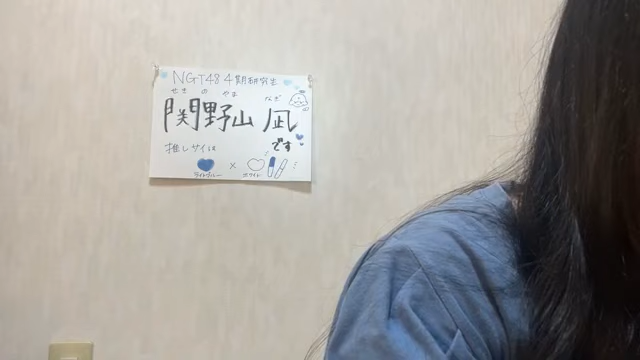 NGT48 4期研究生
せき の やま なぎ
関野山 凪
です
推しサイは
ライトブルー × ホワイト